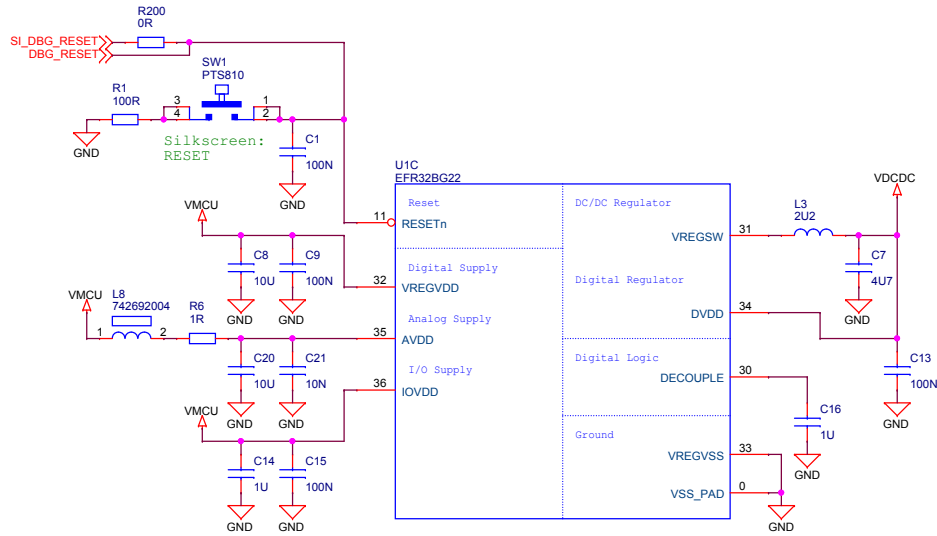 R200
0R
SI_DBG_RESET
DBG_RESET
SW1
PTS810
R1
100R
3
4
1
2
GND
Silkscreen:
RESET
C1
100N
GND
U1C
EFR32BG22
Reset
DC/DC Regulator
VDCDC
L3
2U2
VMCU
11
RESETn
VREGSW
31
C8
10U
C9
100N
GND
GND
Digital Supply
32
VREGVDD
Digital Regulator
C7
4U7
GND
L8
742692004
VMCU
1
2
R6
1R
Analog Supply
35
AVDD
DVDD
34
C20
10U
C21
10N
GND
GND
I/O Supply
36
IOVDD
Digital Logic
DECOUPLE
30
C13
100N
GND
VMCU
C16
1U
GND
Ground
C14
1U
C15
100N
GND
GND
VREGVSS
33
VSS_PAD
0
GND